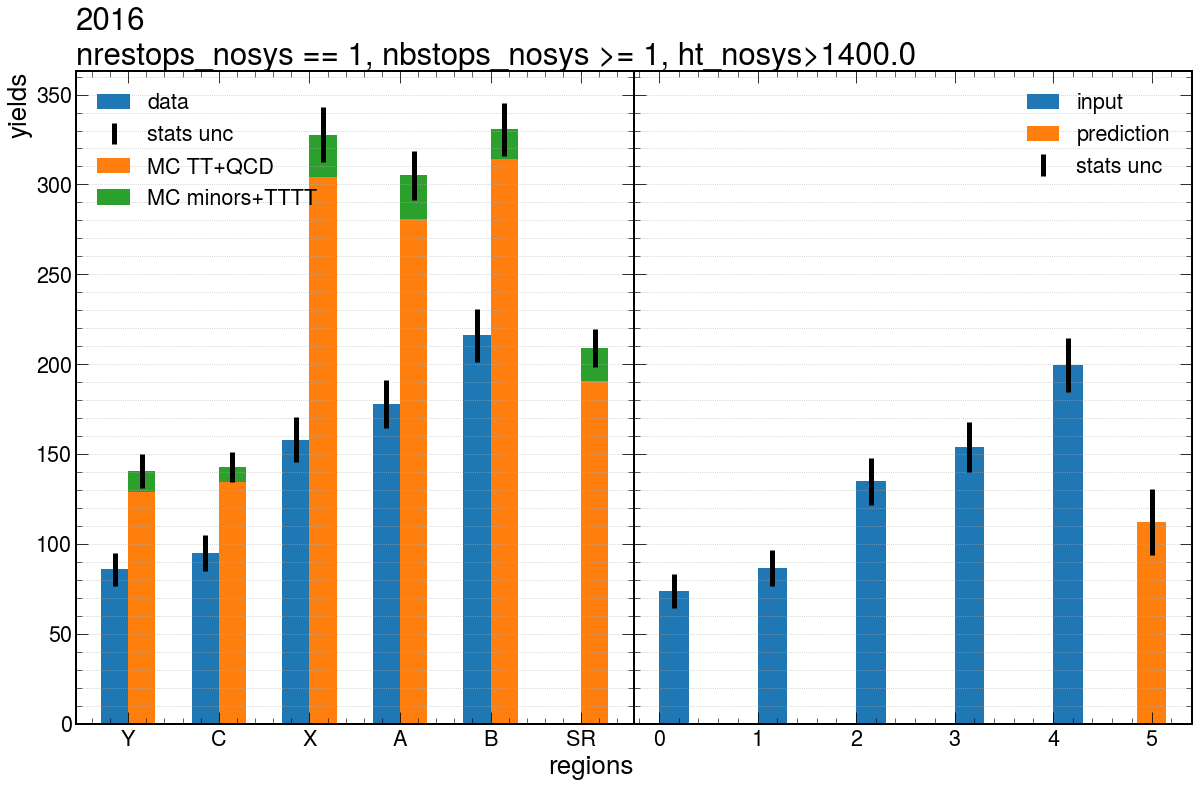 2016
nrestops_nosys == 1, nbstops_nosys >= 1, ht_nosys>1400.0
yields
350
300
250
200
150
100
50
0
data
stats unc
MC TT+QCD
MC minors+TTTT
input
prediction
stats unc
Y C X A B SR
0 1 2 3 4 5
regions